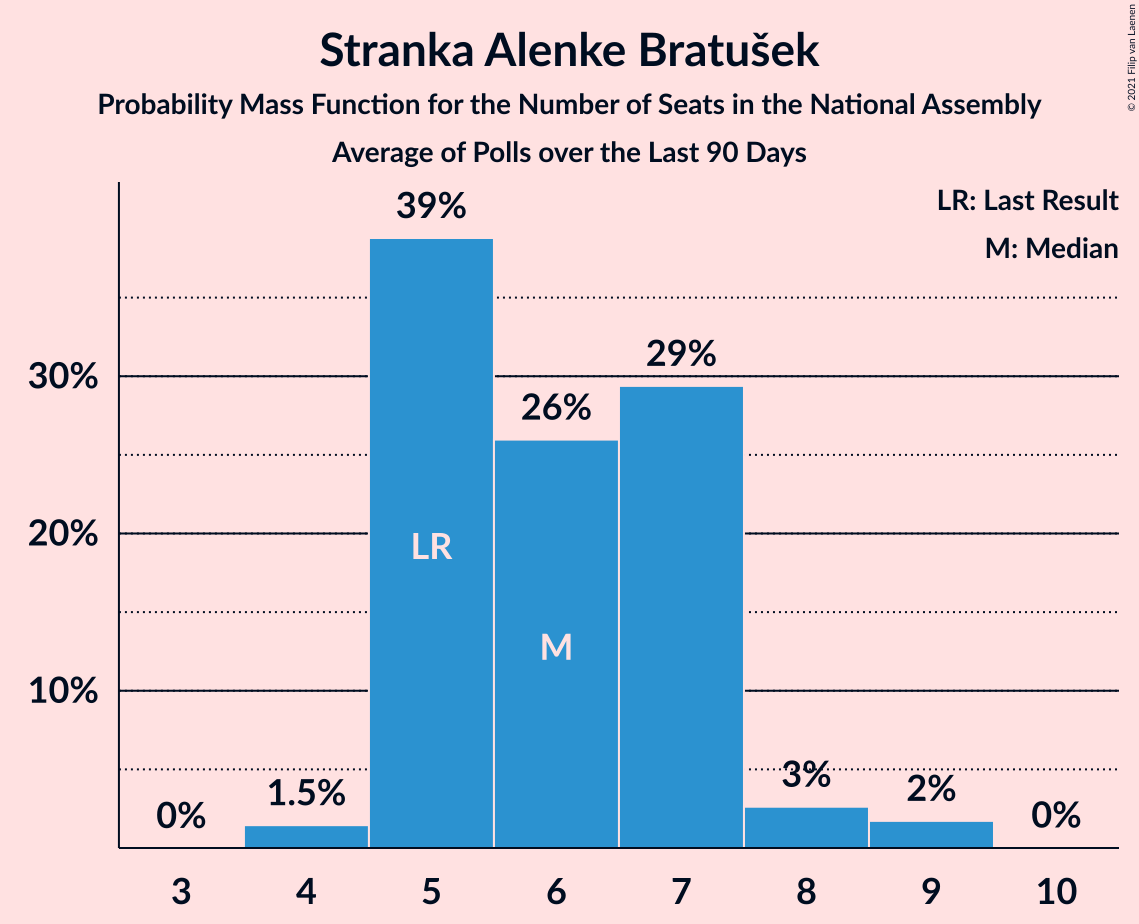 Stranka Alenke Bratušek
Probability Mass Function for the Number of Seats in the National Assembly
Average of Polls over the Last 90 Days
© 2021 Filip van Laenen
LR: Last Result
M: Median
39%
29%
26%
30%
20%
10%
LR
M
0%
1.5%
3%
2%
0%
3 4 5 6 7 8 9 10